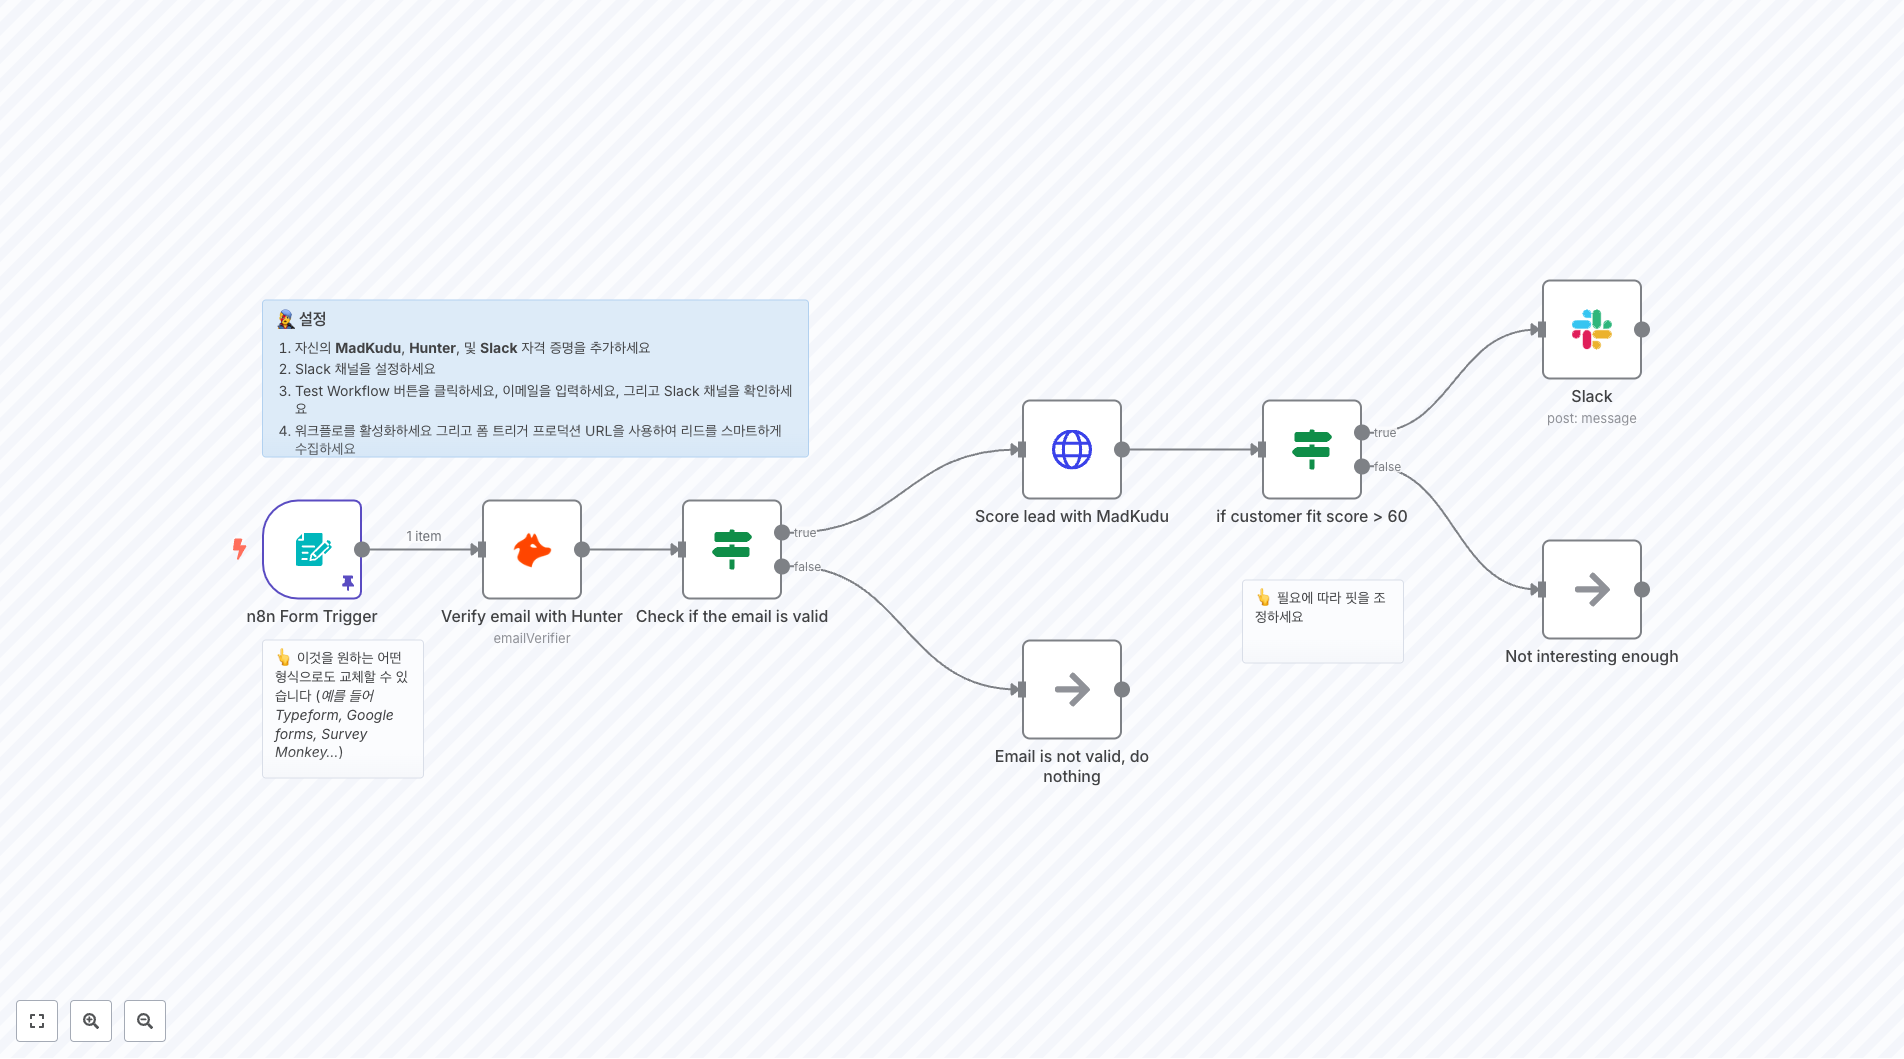 👩‍🎤 설정
1. 자신의 MadKudu, Hunter, 및 Slack 자격 증명을 추가하세요
2. Slack 채널을 설정하세요
3. Test Workflow 버튼을 클릭하세요, 이메일을 입력하세요, 그리고 Slack 채널을 확인하세
요
4. 워크플로를 활성화하세요 그리고 폼 트리거 프로덕션 URL을 사용하여 리드를 스마트하게
수집하세요
1 item
n8n Form Trigger
👆 이것을 원하는 어떤
형식으로도 교체할 수 있
습니다 (예를 들어
Typeform, Google
forms, Survey
Monkey...)
Verify email with Hunter
emailVerifier
true
false
Check if the email is valid
Score lead with MadKudu
Email is not valid, do
nothing
true
false
if customer fit score > 60
👆 필요에 따라 핏을 조
정하세요
Slack
post: message
Not interesting enough